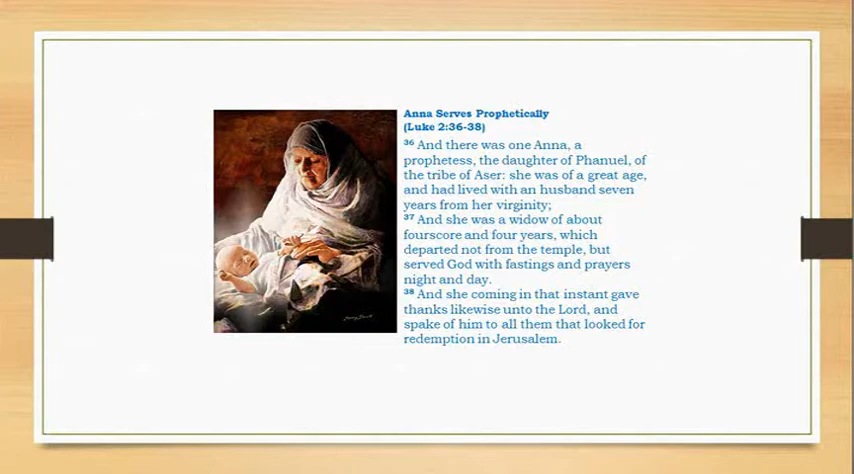 Anna Serves Prophetically
(Luke 2:36-38)
36 And there was one Anna, a
prophetess, the daughter of Phanuel, of
the tribe of Aser: she was of a great age,
and had lived with an husband seven
years from her virginity;
37 And she was a widow of about
fourscore and four years, which
departed not from the temple, but
served God with fastings and prayers
night and day.
38 And she coming in that instant gave
thanks likewise unto the Lord, and
spake of him to all them that looked for
redemption in Jerusalem.